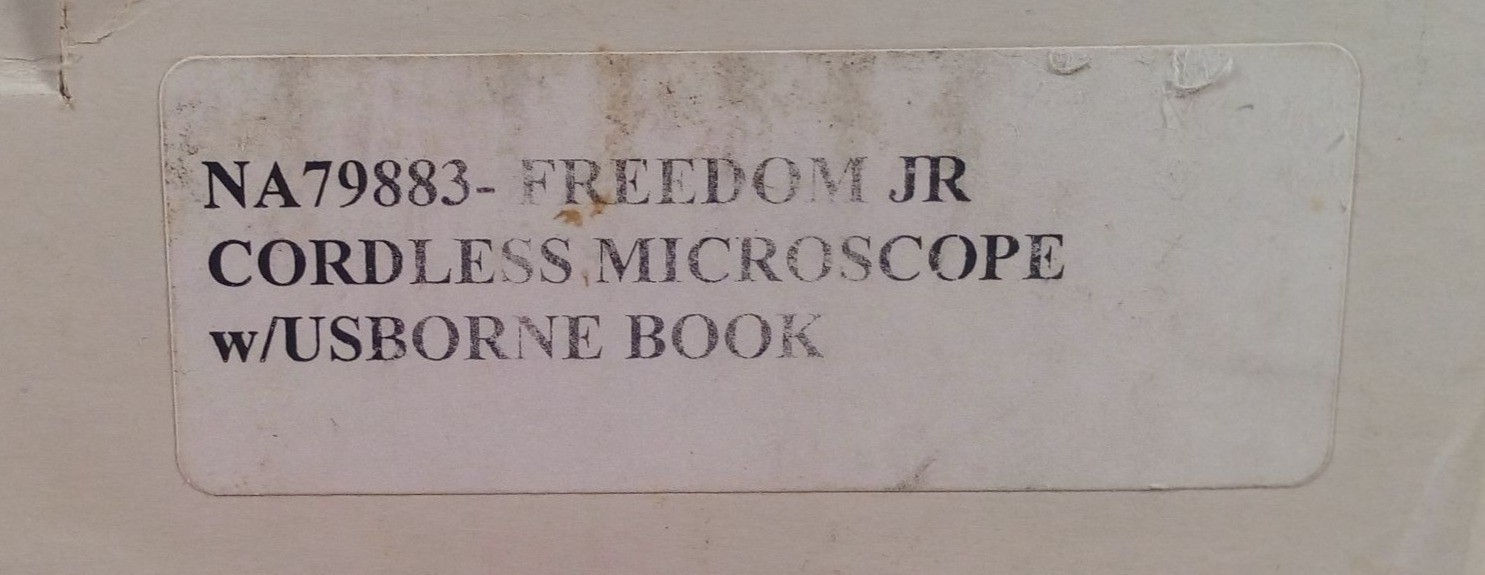 NA79883- FREEDOM JR
CORDLESS MICROSCOPE
w/USBORNE BOOK